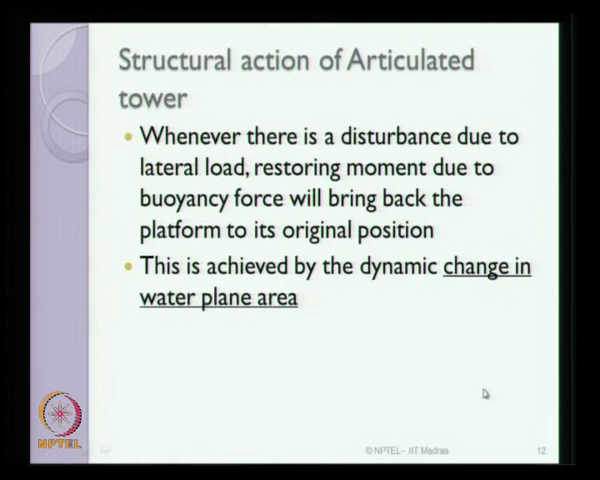 Structural action of Articulated
tower
• Whenever there is a disturbance due to
lateral load, restoring moment due to
buoyancy force will bring back the
platform to its original position
• This is achieved by the dynamic change in
water plane area
NPTEL
© NPTEL- IIT Madras
12